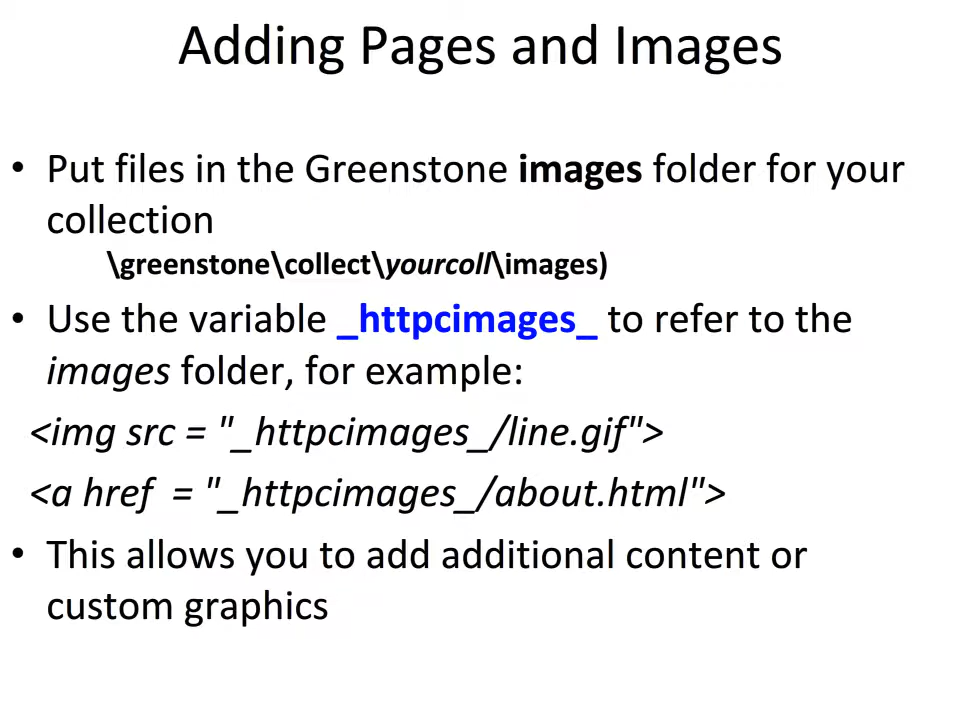 Adding Pages and Images
• Put files in the Greenstone images folder for your
collection
\greenstone\collect\yourcoll\images)
• Use the variable _httpcimages_ to refer to the
images folder, for example:
<img src = "_httpcimages_/line.gif">
<a href  = "_httpcimages_/about.html">
• This allows you to add additional content or
custom graphics